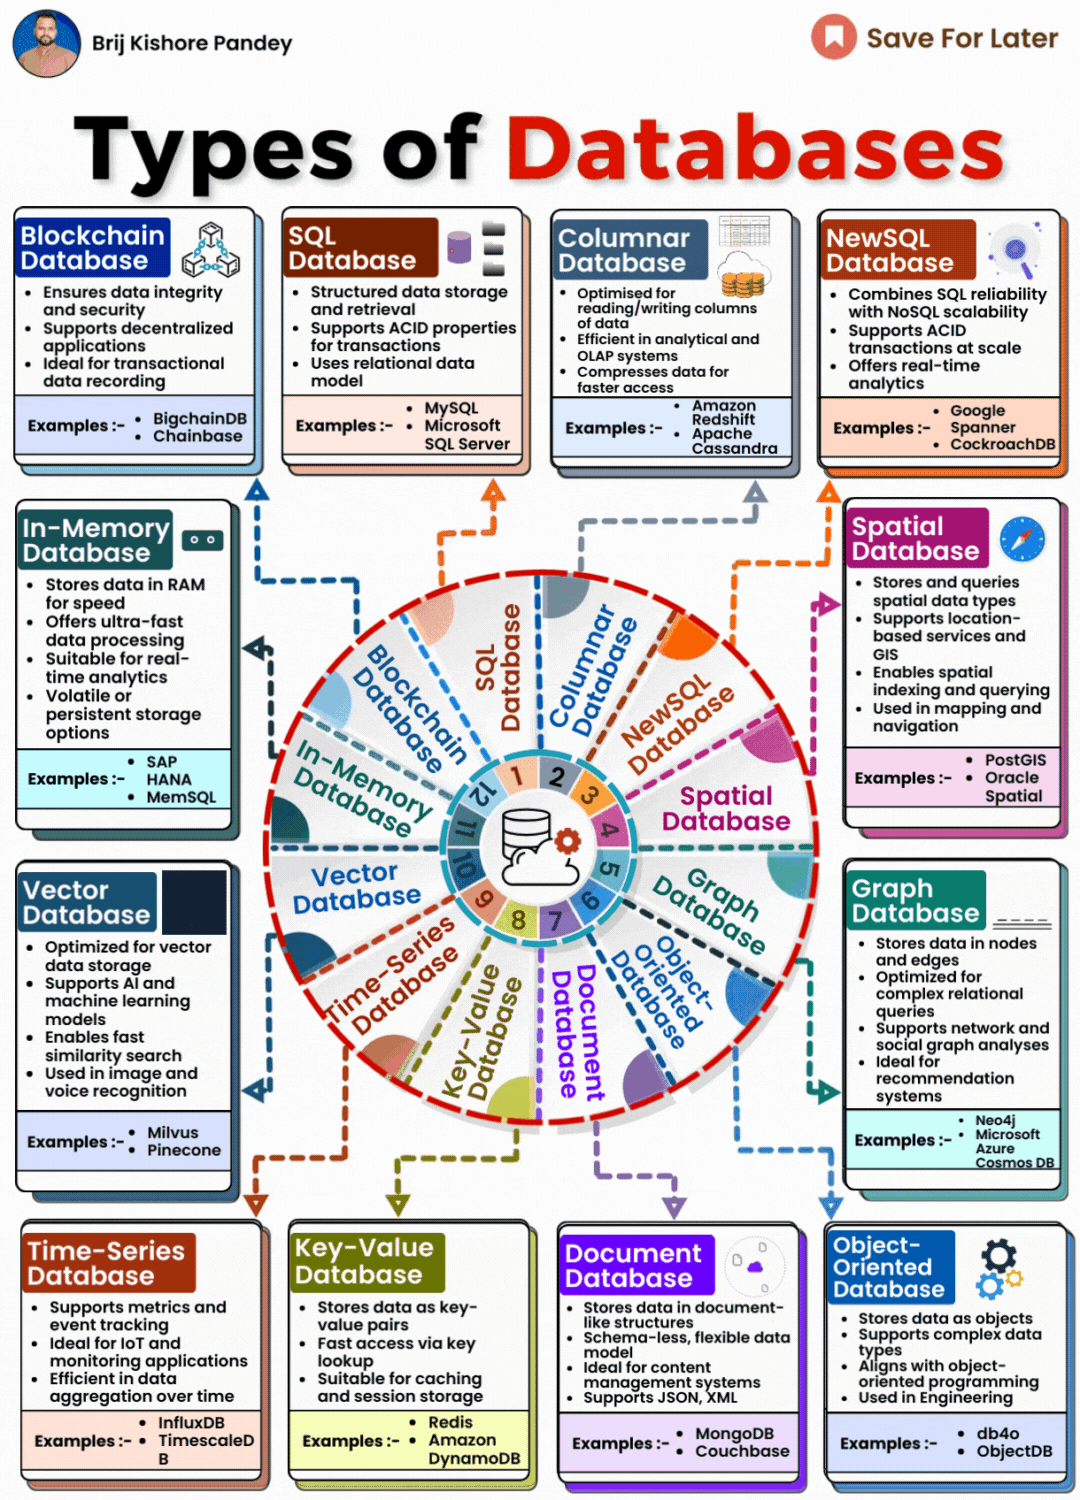 Brij Kishore Pandey
Save For Later
Types of Databases
Blockchain
Database
• Ensures data integrity
and security
• Supports decentralized
applications
• Ideal for transactional
data recording
Examples :-
• BigchainDB
• Chainbase
SQL
Database
• Structured data storage
and retrieval
• Supports ACID properties
for transactions
• Uses relational data
model
Examples :-
• MySQL
• Microsoft
SQL Server
Columnar
Database
• Optimised for
reading/writing columns
of data
• Efficient in analytical and
OLAP systems
• Compresses data for
faster access
Examples :-
• Amazon
Redshift
• Apache
Cassandra
NewSQL
Database
• Combines SQL reliability
with NoSQL scalability
• Supports ACID
transactions at scale
• Offers real-time
analytics
Examples :-
• Google
Spanner
• CockroachDB
In-Memory
Database
• Stores data in RAM
for speed
• Offers ultra-fast
data processing
• Suitable for real-
time analytics
• Volatile or
persistent storage
options
Examples :-
• SAP
HANA
• MemSQL
Spatial
Database
• Stores and queries
spatial data types
• Supports location-
based services and
GIS
• Enables spatial
indexing and querying
• Used in mapping and
navigation
Examples :-
• PostGIS
• Oracle
Spatial
SQL
Database
Columnar
Database
NewSQL
Database
Spatial
Database
Graph
Database
Object-
Oriented
Database
Document
Database
Key-Value
Database
Time-Series
Database
Vector
Database
In-Memory
Database
Blockchain
Database
1
2
3
4
5
6
7
8
9
10
11
12
Vector
Database
• Optimized for vector
data storage
• Supports AI and
machine learning
models
• Enables fast
similarity search
• Used in image and
voice recognition
Examples :-
• Milvus
• Pinecone
Graph
Database
• Stores data in nodes
and edges
• Optimized for
complex relational
queries
• Supports network and
social graph analyses
• Ideal for
recommendation
systems
Examples :-
• Neo4j
• Microsoft
Azure
Cosmos DB
Time-Series
Database
• Supports metrics and
event tracking
• Ideal for IoT and
monitoring applications
• Efficient in data
aggregation over time
Examples :-
• InfluxDB
• TimescaleD
B
Key-Value
Database
• Stores data as key-
value pairs
• Fast access via key
lookup
• Suitable for caching
and session storage
Examples :-
• Redis
• Amazon
DynamoDB
Document
Database
• Stores data in document-
like structures
• Schema-less, flexible data
model
• Ideal for content
management systems
• Supports JSON, XML
Examples :-
• MongoDB
• Couchbase
Object-
Oriented
Database
• Stores data as objects
• Supports complex data
types
• Aligns with object-
oriented programming
• Used in Engineering
Examples :-
• db4o
• ObjectDB